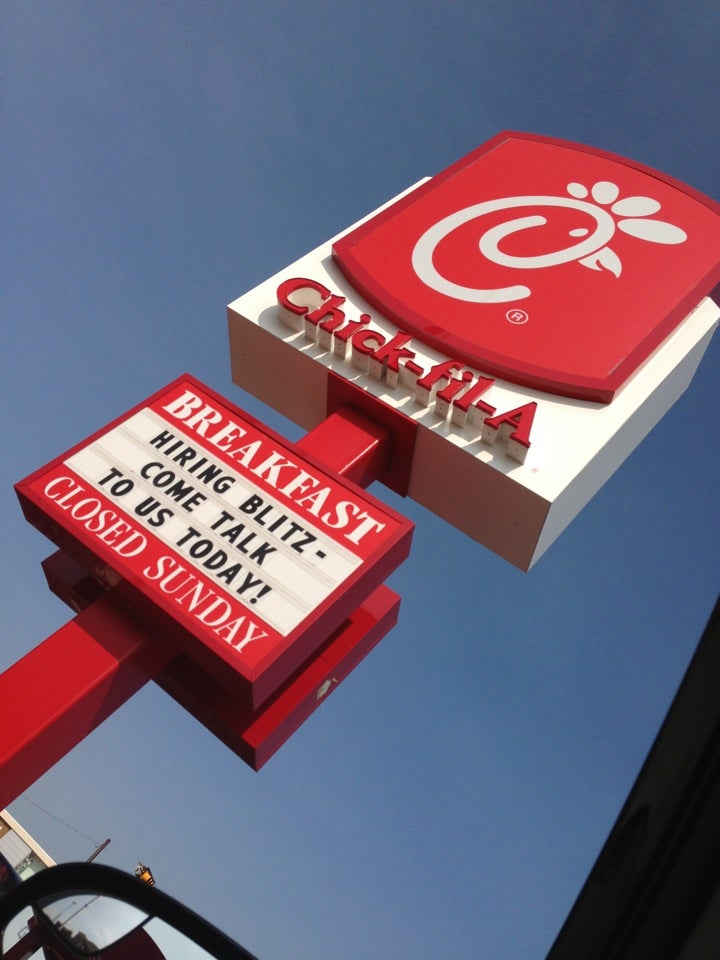 Chick-fil-A
®
BREAKFAST
HIRING BLITZ-
COME TALK
TO US TODAY!
CLOSED SUNDAY